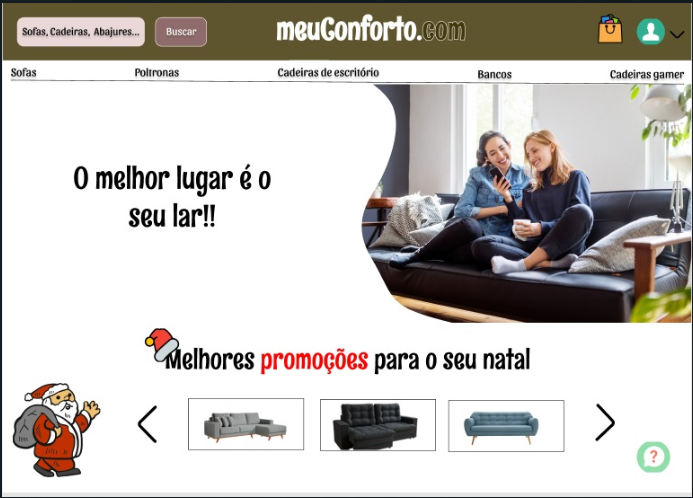 Sofas, Cadeiras, Abajures...
Buscar
meuConforto.com
Sofas
Poltronas
Cadeiras de escritório
Bancos
Cadeiras gamer
O melhor lugar é o
seu lar!!
Melhores promoções para o seu natal
?